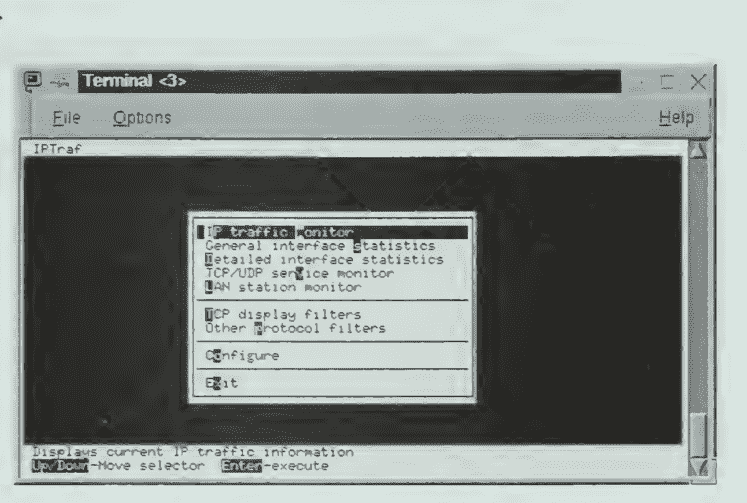 Terminal <3>
File Options Help
IPTraf
IP traffic monitor
General interface statistics
Detailed interface statistics
TCP/UDP service monitor
LAN station monitor
TCP display filters
Other protocol filters
Configure
Exit
Displays current IP traffic information
Up/Down-Move selector Enter-execute